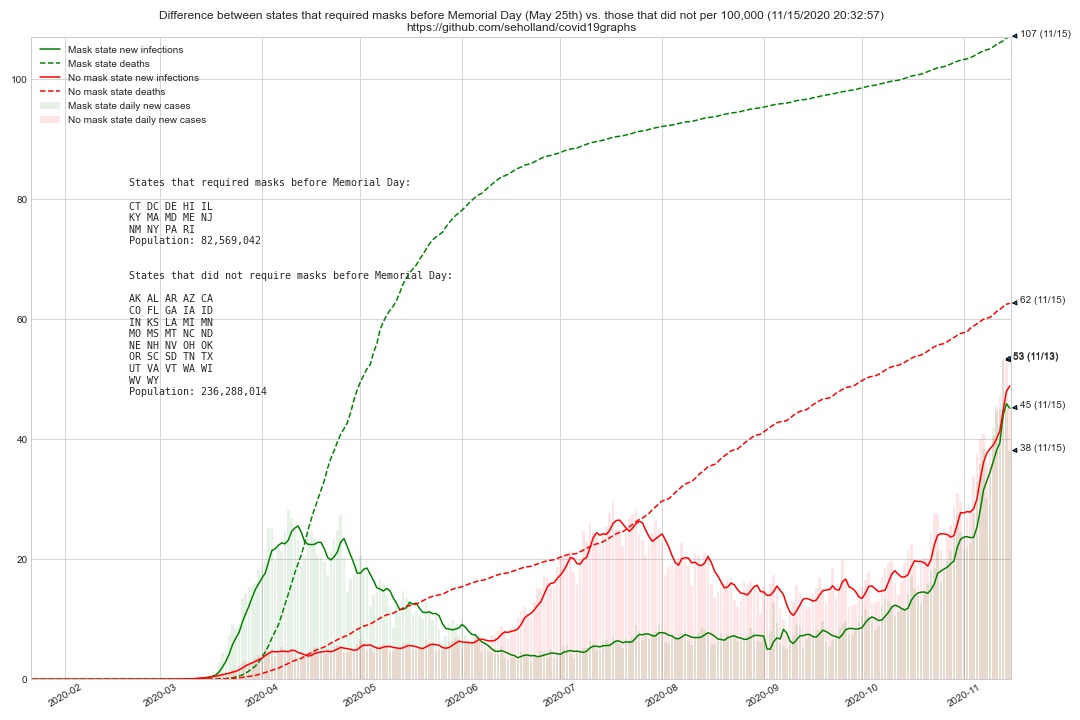 Difference between states that required masks before Memorial Day (May 25th) vs. those that did not per 100,000 (11/15/2020 20:32:57)
https://github.com/seholland/covid19graphs
Mask state new infections
Mask state deaths
No mask state new infections
No mask state deaths
Mask state daily new cases
No mask state daily new cases
States that required masks before Memorial Day:
CT DC DE HI IL
KY MA MD ME NJ
NM NY PA RI
Population: 82,569,042
States that did not require masks before Memorial Day:
AK AL AR AZ CA
CO FL GA IA ID
IN KS LA MI MN
MO MS MT NC ND
NE NH NV OH OK
OR SC SD TN TX
UT VA VT WA WI
WV WY
Population: 236,288,014
107 (11/15)
62 (11/15)
53 (11/13)
45 (11/15)
38 (11/15)
100
80
60
40
20
0
2020-02
2020-03
2020-04
2020-05
2020-06
2020-07
2020-08
2020-09
2020-10
2020-11